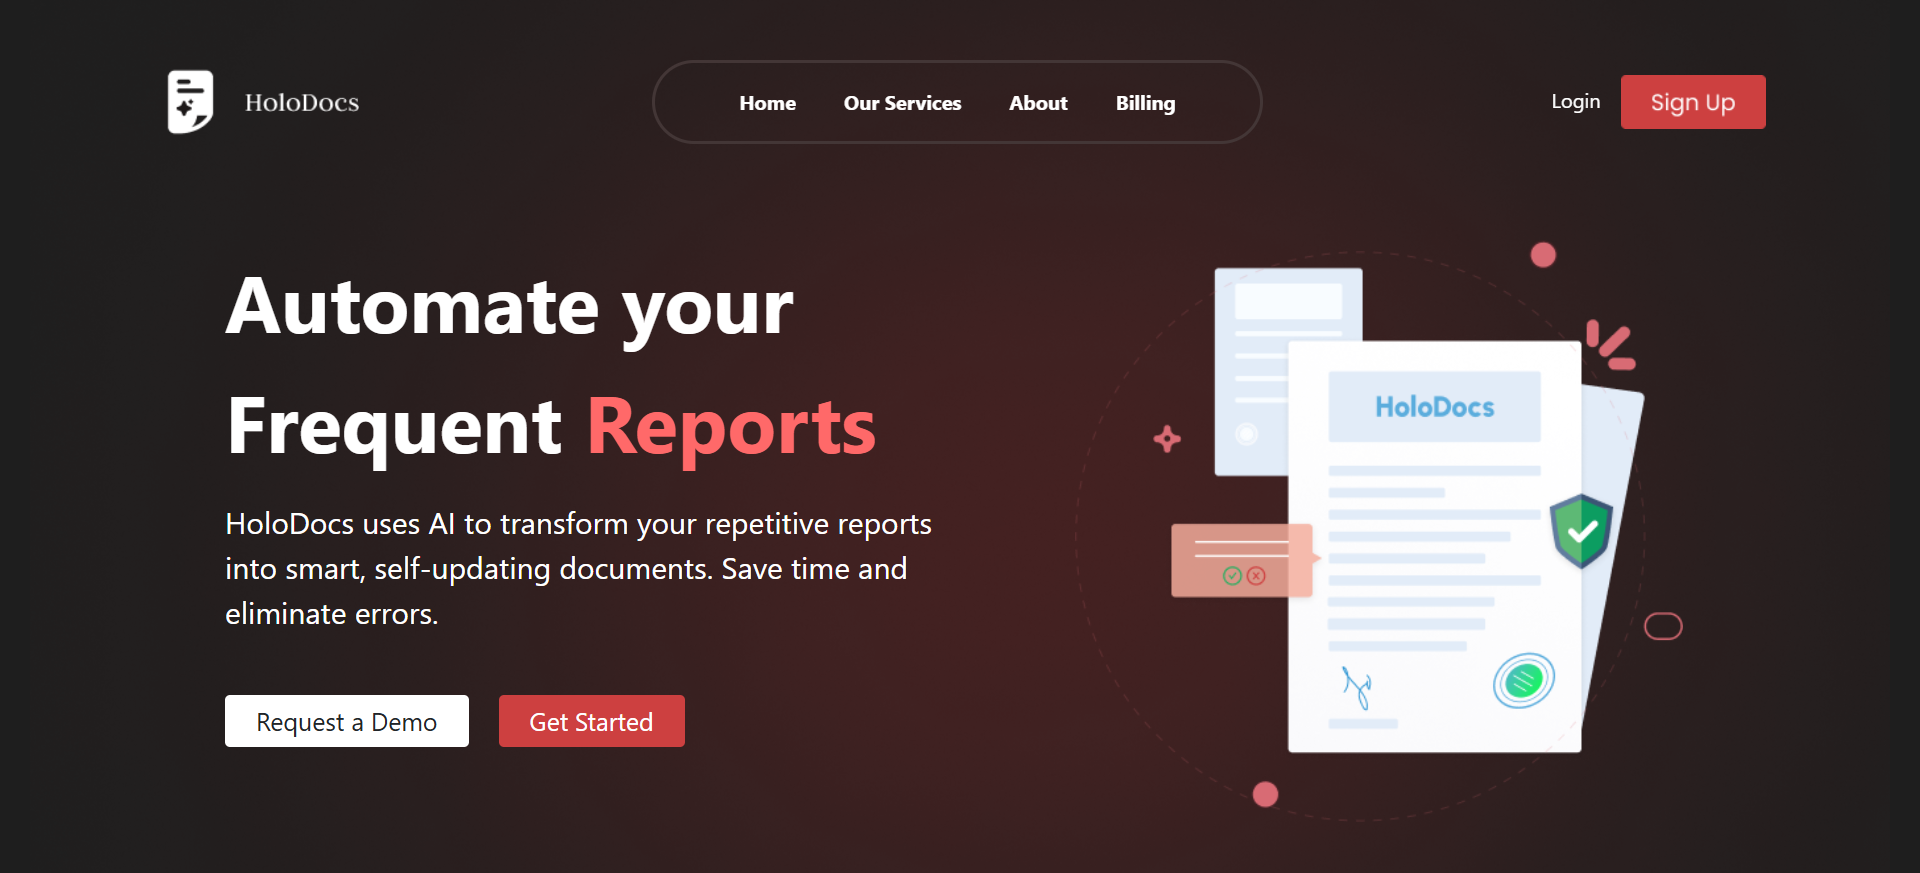 HoloDocs
Home Our Services About Billing
Login Sign Up
Automate your
Frequent Reports
HoloDocs uses AI to transform your repetitive reports
into smart, self-updating documents. Save time and
eliminate errors.
Request a Demo Get Started
HoloDocs